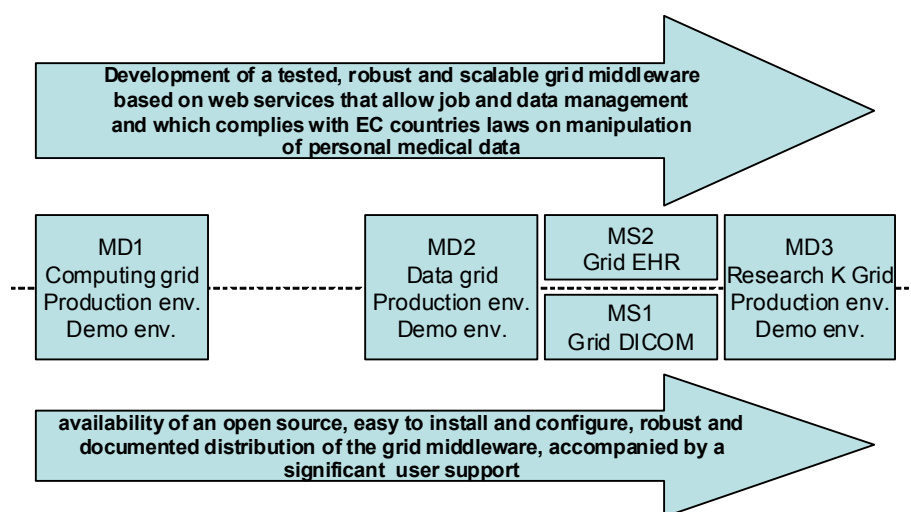 Development of a tested, robust and scalable grid middleware
based on web services that allow job and data management
and which complies with EC countries laws on manipulation
of personal medical data
MD1
Computing grid
Production env.
Demo env.
MD2
Data grid
Production env.
Demo env.
MS2
Grid EHR
MS1
Grid DICOM
MD3
Research K Grid
Production env.
Demo env.
availability of an open source, easy to install and configure, robust and
documented distribution of the grid middleware, accompanied by a
significant user support